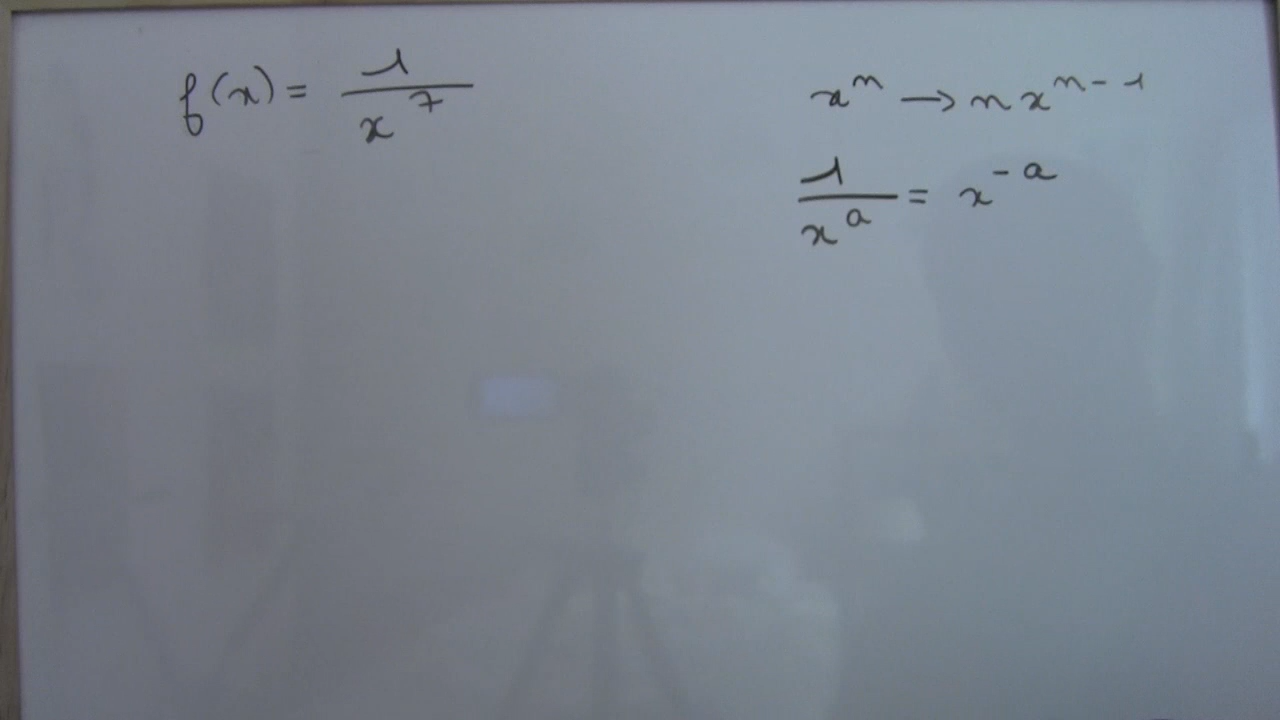 f(x) = 1/x^7
x^n → n x^{n-1}
1/x^a = x^{-a}